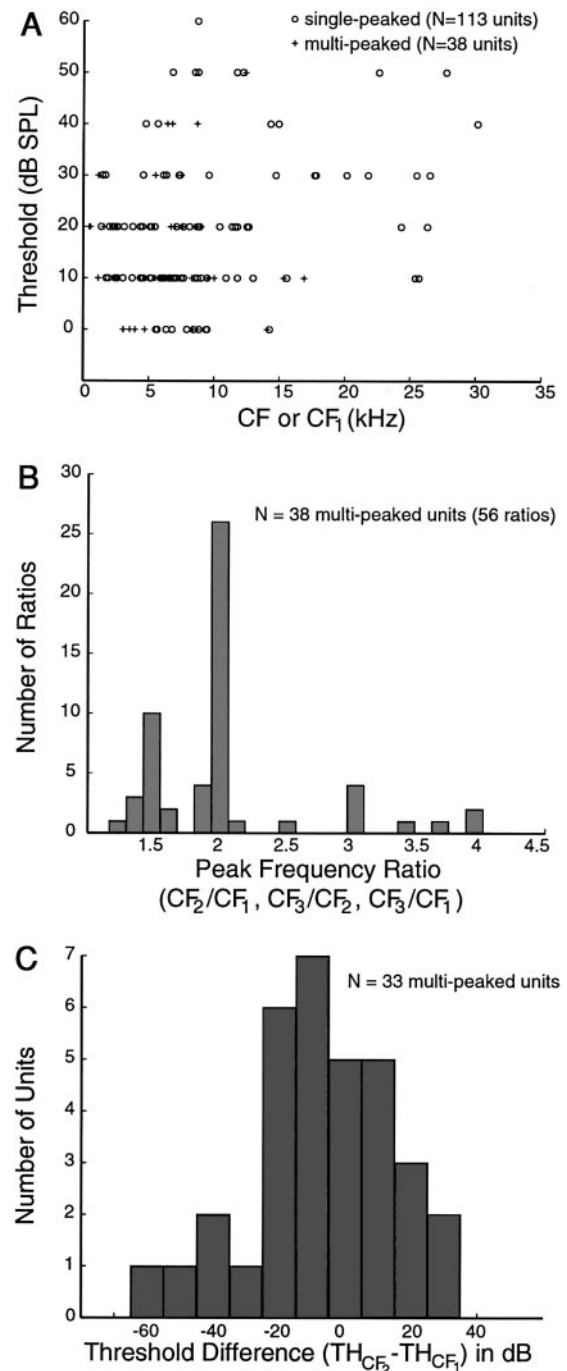 A
○ single-peaked (N=113 units)
+ multi-peaked (N=38 units)
Threshold (dB SPL)
60
50
40
30
20
10
0
0 5 10 15 20 25 30 35
CF or CF₁ (kHz)
B
N = 38 multi-peaked units (56 ratios)
Number of Ratios
30
25
20
15
10
5
0
1.5 2 2.5 3 3.5 4 4.5
Peak Frequency Ratio
(CF₂/CF₁ , CF₃/CF₂, CF₃/CF₁)
C
N = 33 multi-peaked units
Number of Units
7
6
5
4
3
2
1
0
-60 -40 -20 0 20 40
Threshold Difference (TH_CF₂-TH_CF₁) in dB